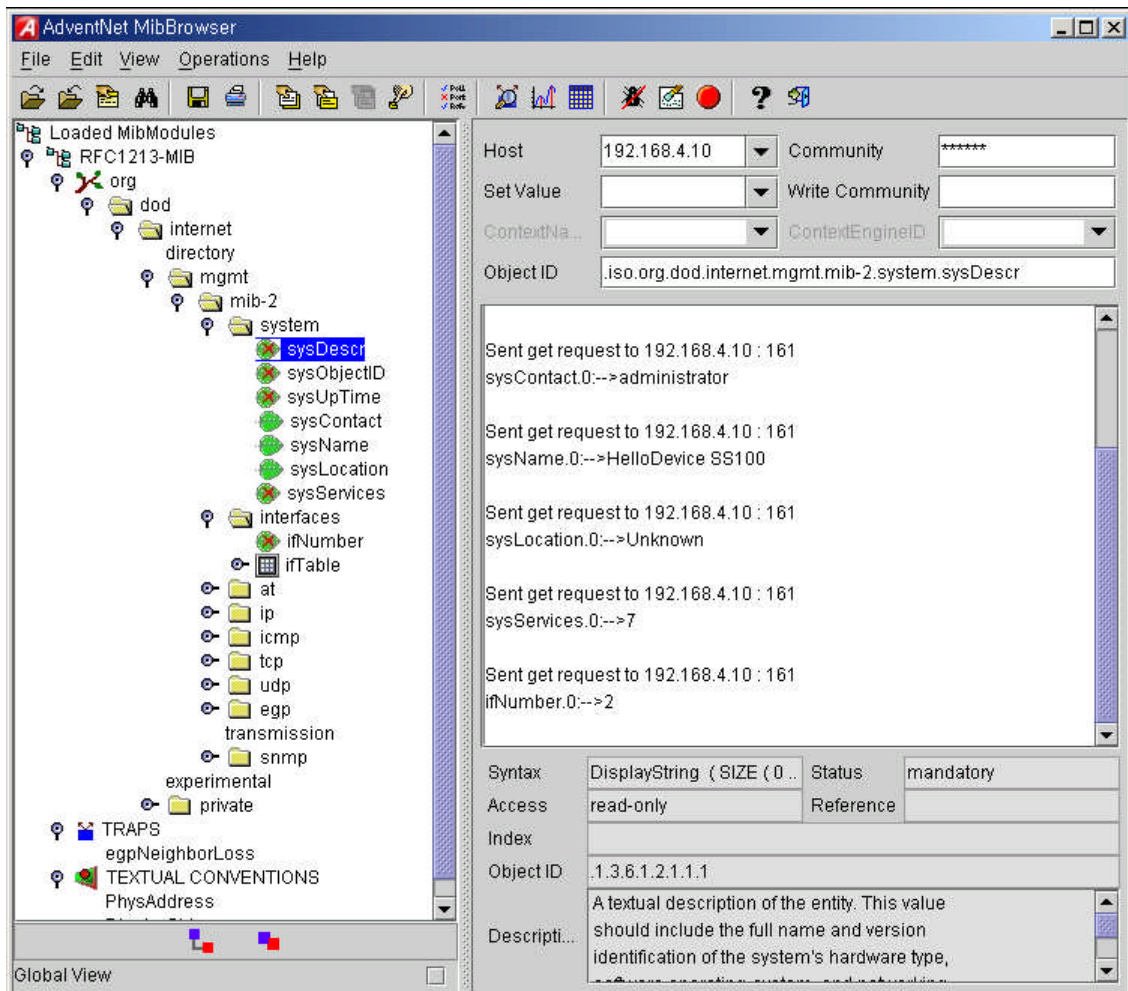 AdventNet MibBrowser
File Edit View Operations Help
Loaded MibModules
RFC1213-MIB
org
dod
internet
directory
mgmt
mib-2
system
sysDescr
sysObjectID
sysUpTime
sysContact
sysName
sysLocation
sysServices
interfaces
ifNumber
ifTable
at
ip
icmp
tcp
udp
egp
transmission
snmp
experimental
private
TRAPS
egpNeighborLoss
TEXTUAL CONVENTIONS
PhysAddress
Global View
Host 192.168.4.10 Community ******
Set Value Write Community
ContextNa... ContextEngineID
Object ID .iso.org.dod.internet.mgmt.mib-2.system.sysDescr
Sent get request to 192.168.4.10 : 161
sysContact.0:-->administrator
Sent get request to 192.168.4.10 : 161
sysName.0:-->HelloDevice SS100
Sent get request to 192.168.4.10 : 161
sysLocation.0:-->Unknown
Sent get request to 192.168.4.10 : 161
sysServices.0:-->7
Sent get request to 192.168.4.10 : 161
ifNumber.0:-->2
Syntax DisplayString ( SIZE ( 0 .. Status mandatory
Access read-only Reference
Index
Object ID .1.3.6.1.2.1.1.1
Descripti... A textual description of the entity. This value
should include the full name and version
identification of the system's hardware type,